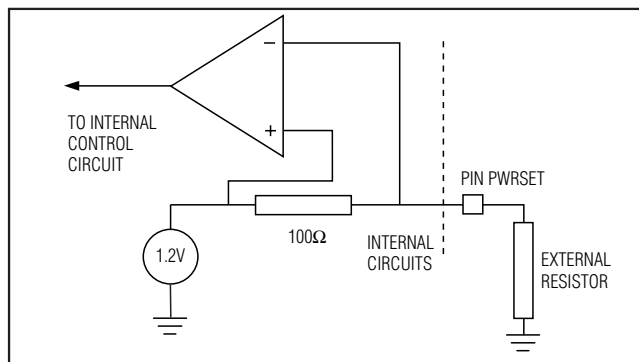 −
+
TO INTERNAL
CONTROL
CIRCUIT
PIN PWRSET
1.2V
100Ω
INTERNAL
CIRCUITS
EXTERNAL
RESISTOR